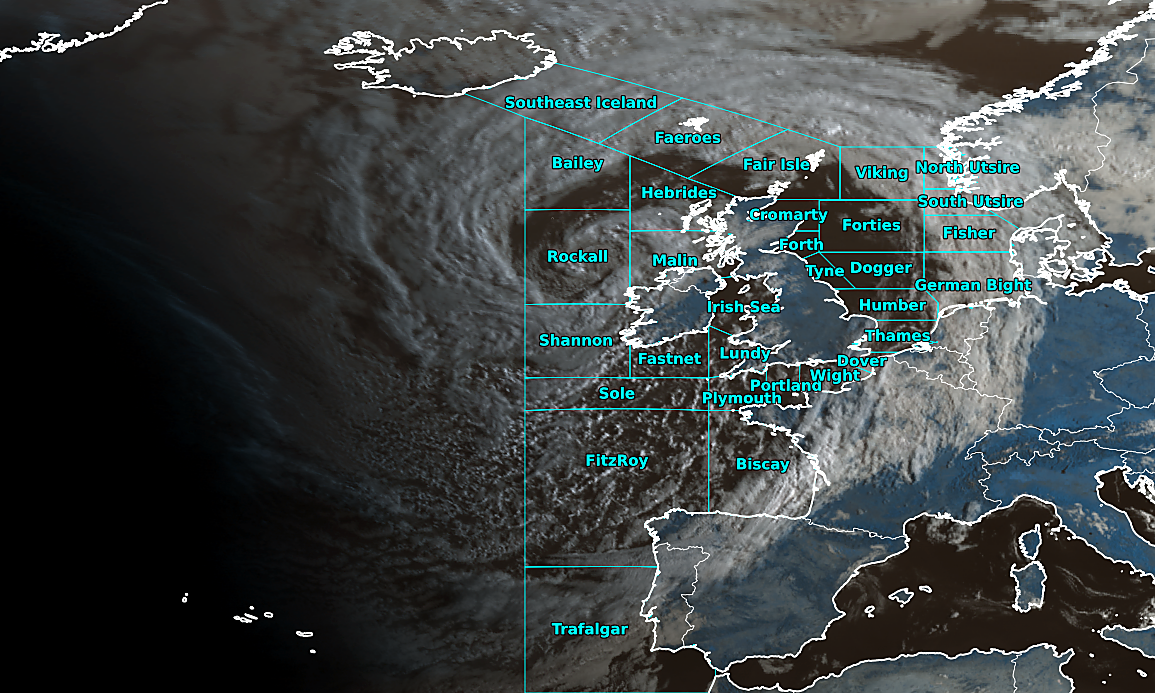 Southeast Iceland
Faeroes
Bailey
Fair Isle
Viking
North Utsire
Hebrides
South Utsire
Cromarty
Forties
Fisher
Forth
Rockall
Malin
Tyne
Dogger
German Bight
Irish Sea
Humber
Shannon
Thames
Fastnet
Lundy
Dover
Wight
Portland
Sole
Plymouth
FitzRoy
Biscay
Trafalgar